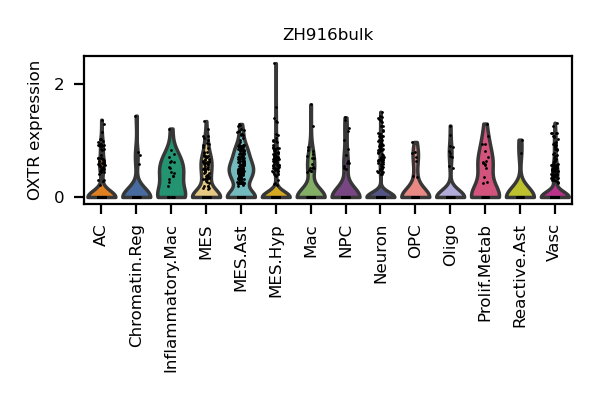 ZH916bulk
OXTR expression
2
0
AC
Chromatin.Reg
Inflammatory.Mac
MES
MES.Ast
MES.Hyp
Mac
NPC
Neuron
OPC
Oligo
Prolif.Metab
Reactive.Ast
Vasc